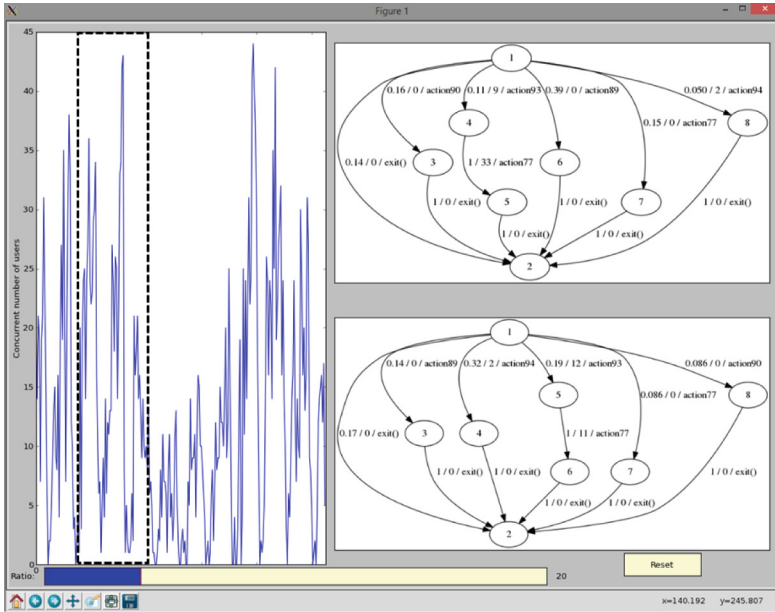 Figure 1
45
40
35
30
25
20
15
10
5
0
0
Concurrent number of users
1
0.16 / 0 / action90
0.11 / 9 / action93
0.39 / 0 / action89
0.050 / 2 / action94
4
0.15 / 0 / action77
8
0.14 / 0 / exit()
3
1 / 33 / action77
6
1 / 0 / exit()
5
1 / 0 / exit()
7
1 / 0 / exit()
1 / 0 / exit()
1 / 0 / exit()
2
1
0.14 / 0 / action89
0.32 / 2 / action94
0.19 / 12 / action93
0.086 / 0 / action90
5
0.086 / 0 / action77
8
0.17 / 0 / exit()
3
4
1 / 11 / action77
1 / 0 / exit()
1 / 0 / exit()
6
7
1 / 0 / exit()
1 / 0 / exit()
1 / 0 / exit()
2
Reset
Ratio:
20
x=140.192 y=245.807